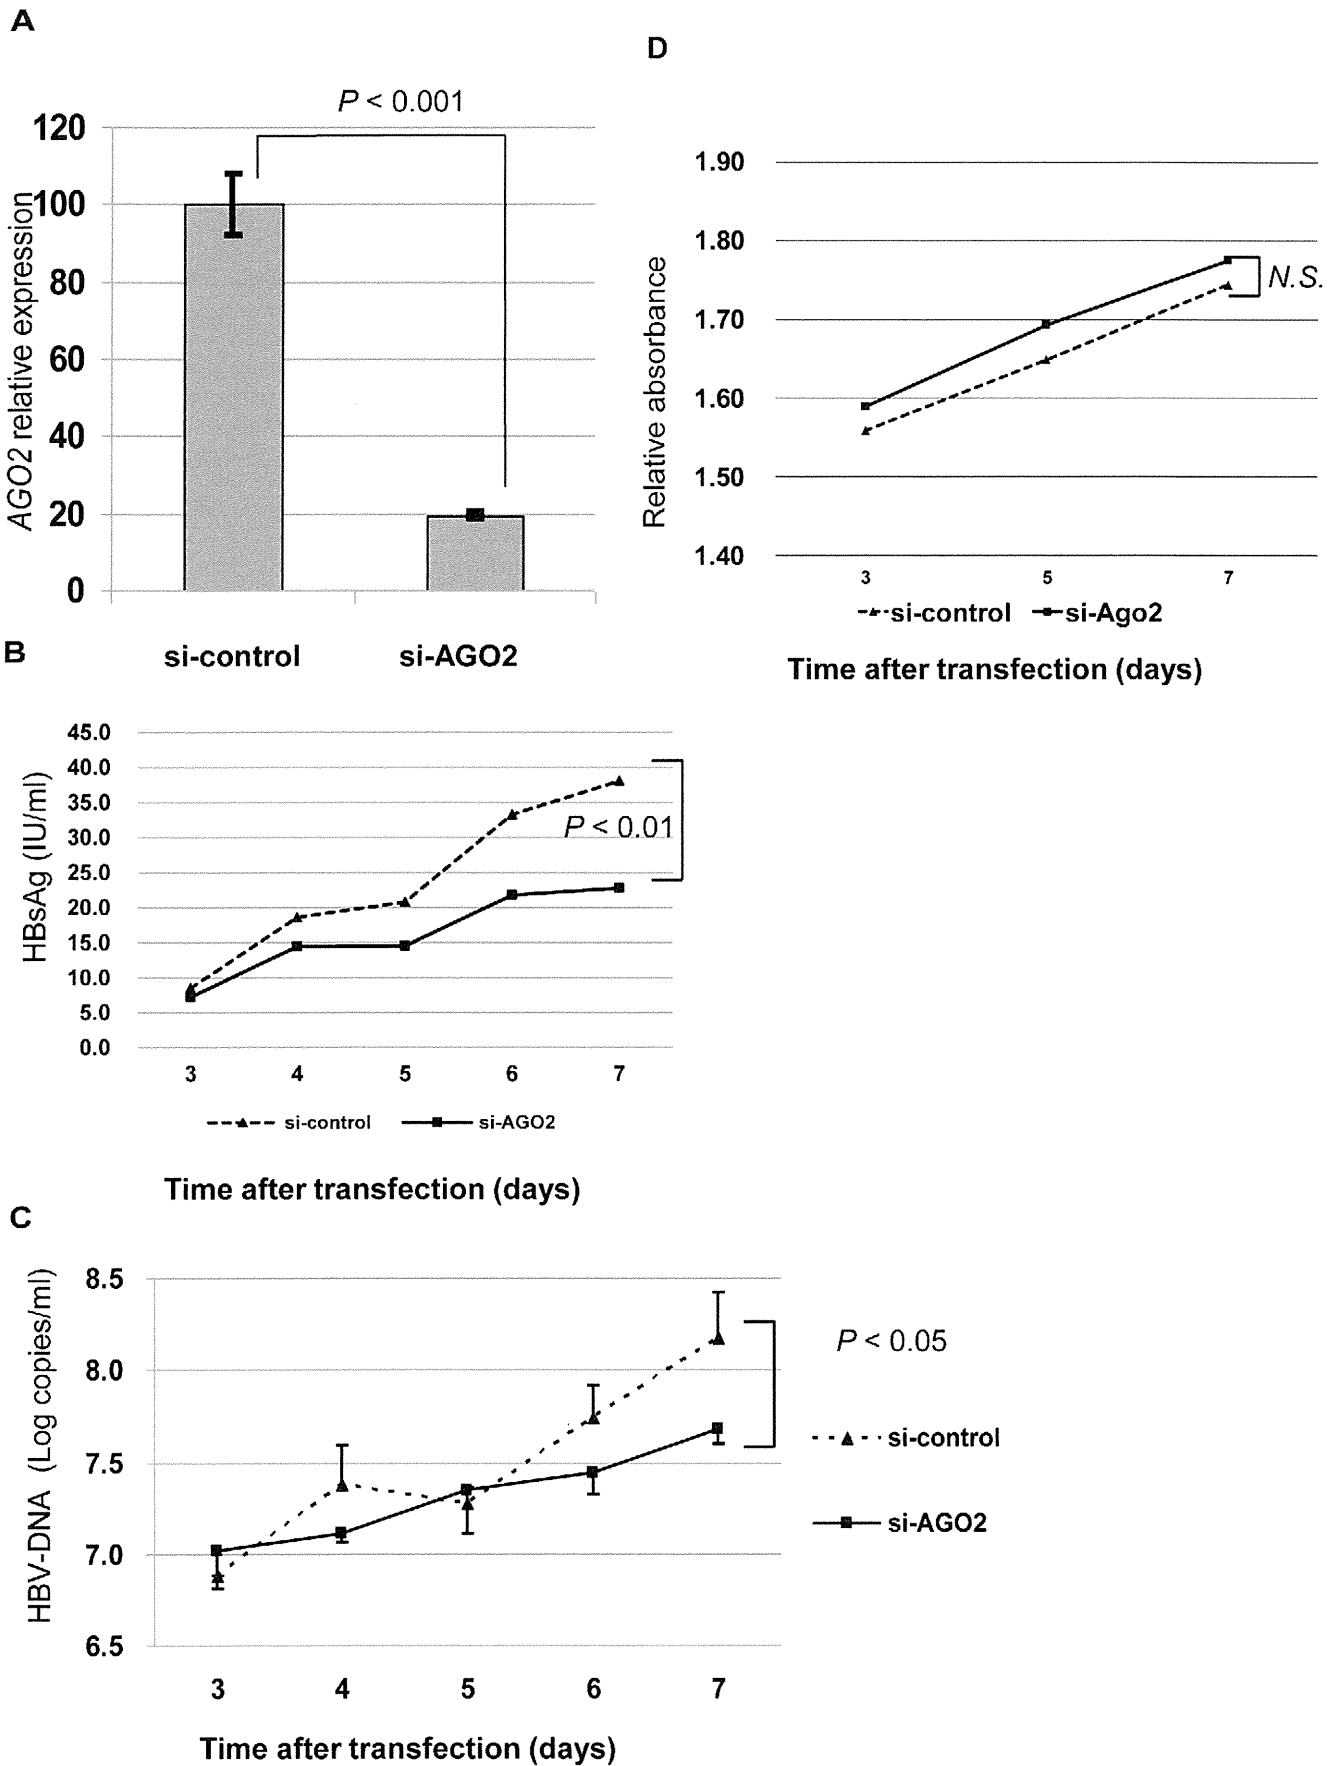 A
P < 0.001
120
100
80
60
40
20
0
AGO2 relative expression
si-control
si-AGO2
D
1.90
1.80
1.70
1.60
1.50
1.40
Relative absorbance
N.S.
3
5
7
si-control
si-Ago2
Time after transfection (days)
B
45.0
40.0
35.0
30.0
25.0
20.0
15.0
10.0
5.0
0.0
HBsAg (IU/ml)
P < 0.01
3
4
5
6
7
si-control
si-AGO2
Time after transfection (days)
C
8.5
8.0
7.5
7.0
6.5
HBV-DNA (Log copies/ml)
P < 0.05
si-control
si-AGO2
3
4
5
6
7
Time after transfection (days)